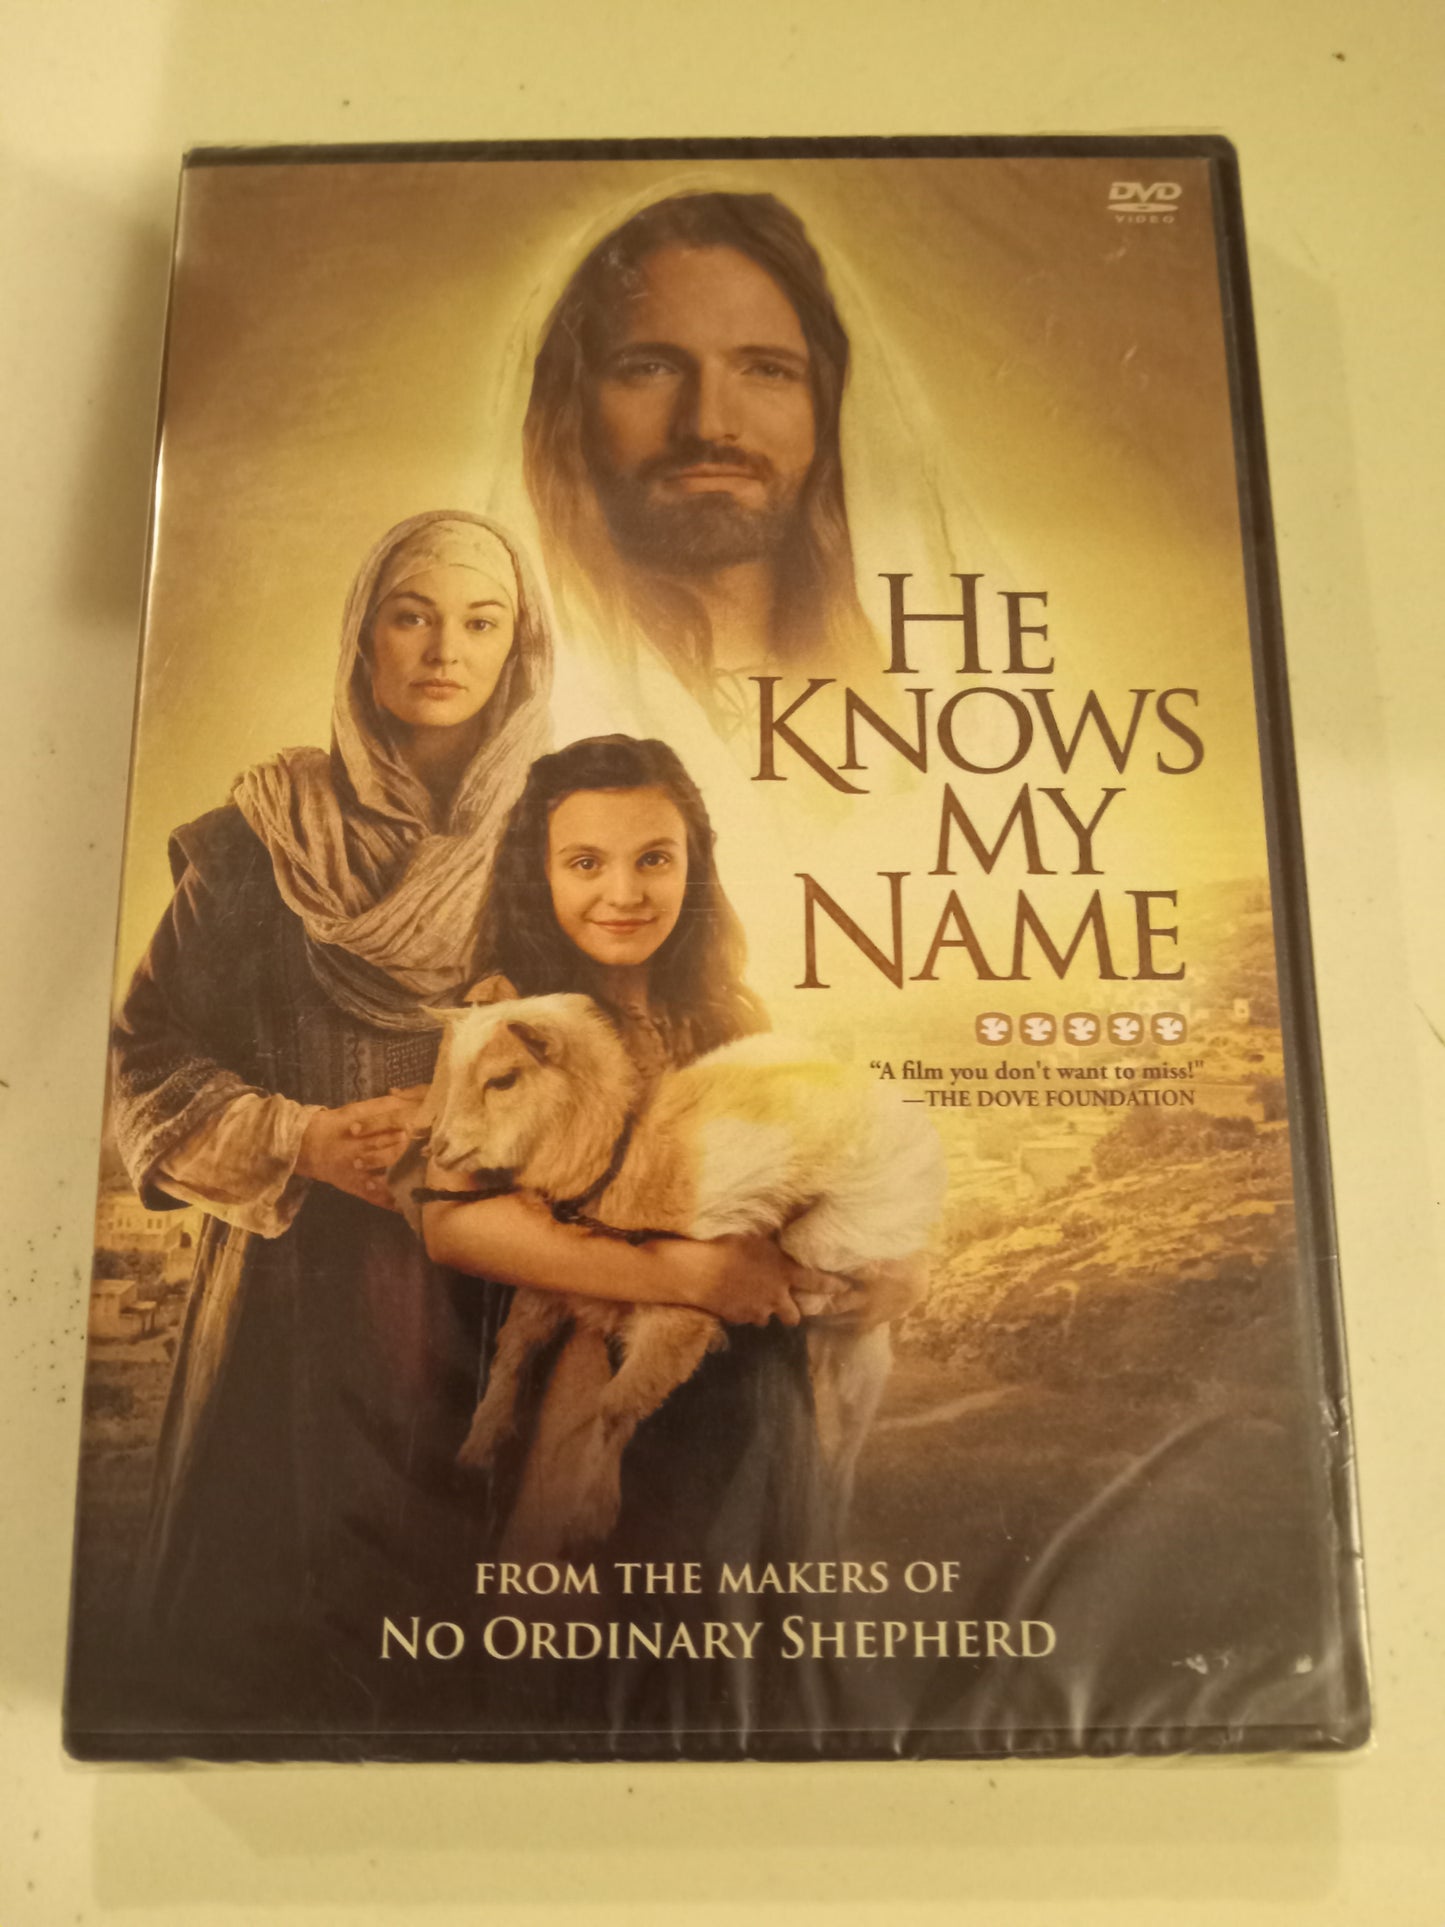 DVD
VIDEO
HE
KNOWS
MY
NAME
“A film you don't want to miss!"
—THE DOVE FOUNDATION
FROM THE MAKERS OF
NO ORDINARY SHEPHERD